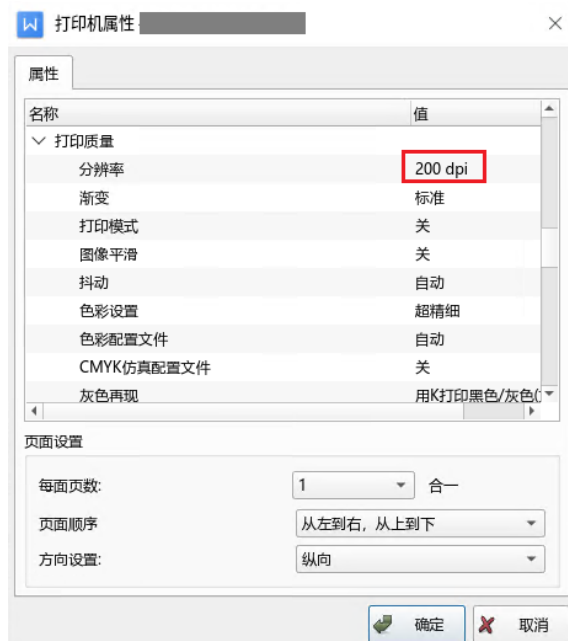 打印机属性
属性
名称 值
打印质量
分辨率 200 dpi
渐变 标准
打印模式 关
图像平滑 关
抖动 自动
色彩设置 超精细
色彩配置文件 自动
CMYK仿真配置文件 关
灰色再现 用K打印黑色/灰色(
页面设置
每面页数: 1 合一
页面顺序 从左到右，从上到下
方向设置: 纵向
确定 取消